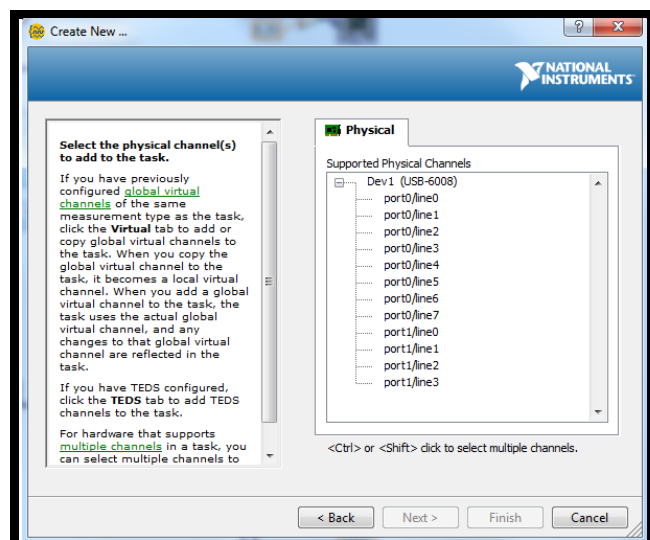 Create New ...
NATIONAL
INSTRUMENTS
Select the physical channel(s)
to add to the task.
If you have previously
configured global virtual
channels of the same
measurement type as the task,
click the Virtual tab to add or
copy global virtual channels to
the task. When you copy the
global virtual channel to the
task, it becomes a local virtual
channel. When you add a global
virtual channel to the task, the
task uses the actual global
virtual channel, and any
changes to that global virtual
channel are reflected in the
task.
If you have TEDS configured,
click the TEDS tab to add TEDS
channels to the task.
For hardware that supports
multiple channels in a task, you
can select multiple channels to
Physical
Supported Physical Channels
Dev1 (USB-6008)
port0/line0
port0/line1
port0/line2
port0/line3
port0/line4
port0/line5
port0/line6
port0/line7
port1/line0
port1/line1
port1/line2
port1/line3
<Ctrl> or <Shift> click to select multiple channels.
< Back
Next >
Finish
Cancel